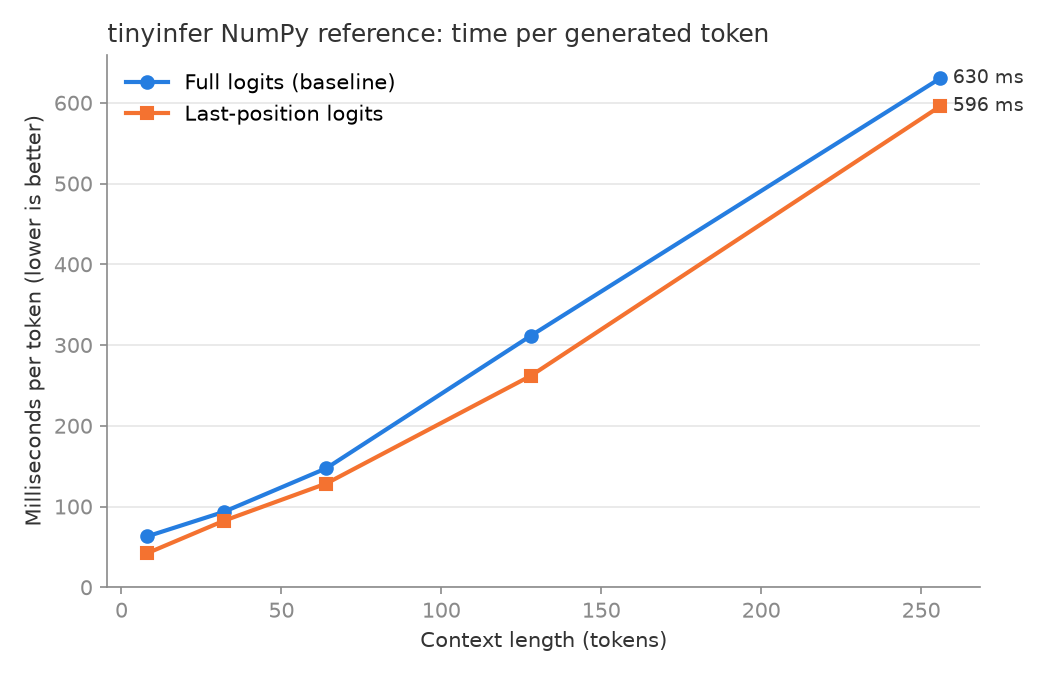 tinyinfer NumPy reference: time per generated token
Full logits (baseline)
Last-position logits
630 ms
596 ms
Milliseconds per token (lower is better)
600
500
400
300
200
100
0
0 50 100 150 200 250
Context length (tokens)